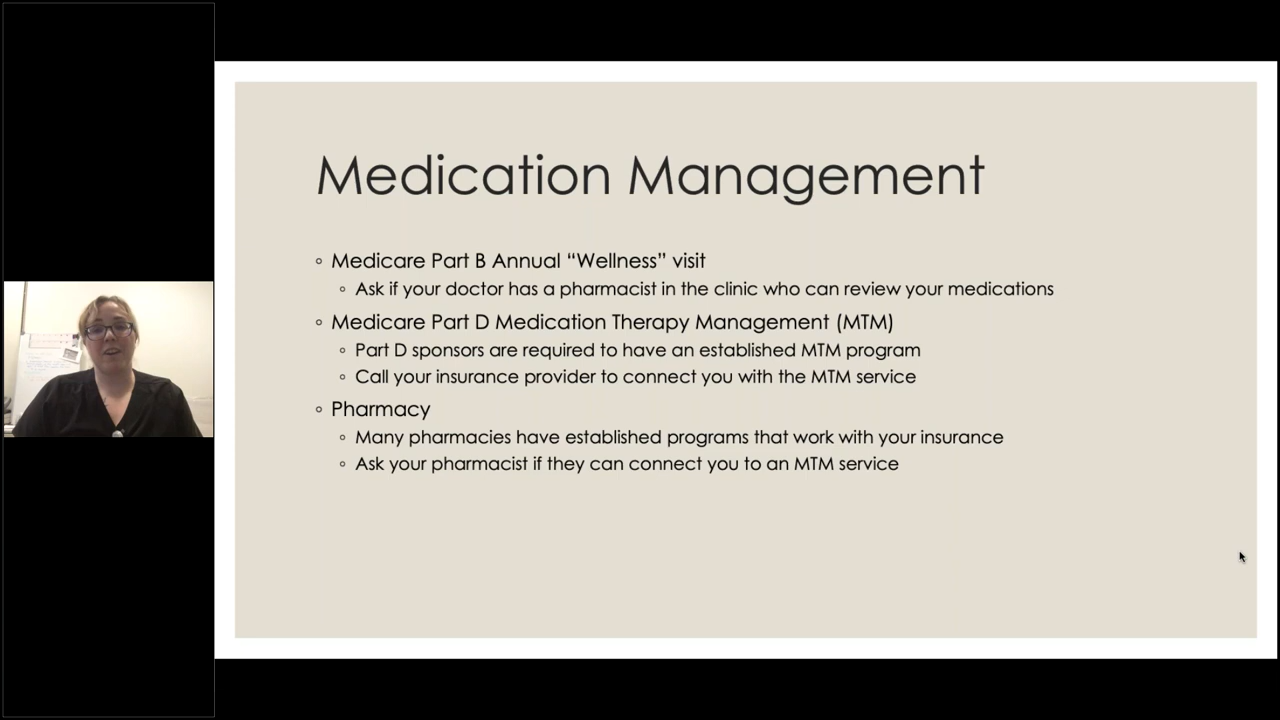 Medication Management
◦ Medicare Part B Annual “Wellness” visit
◦ Ask if your doctor has a pharmacist in the clinic who can review your medications
◦ Medicare Part D Medication Therapy Management (MTM)
◦ Part D sponsors are required to have an established MTM program
◦ Call your insurance provider to connect you with the MTM service
◦ Pharmacy
◦ Many pharmacies have established programs that work with your insurance
◦ Ask your pharmacist if they can connect you to an MTM service